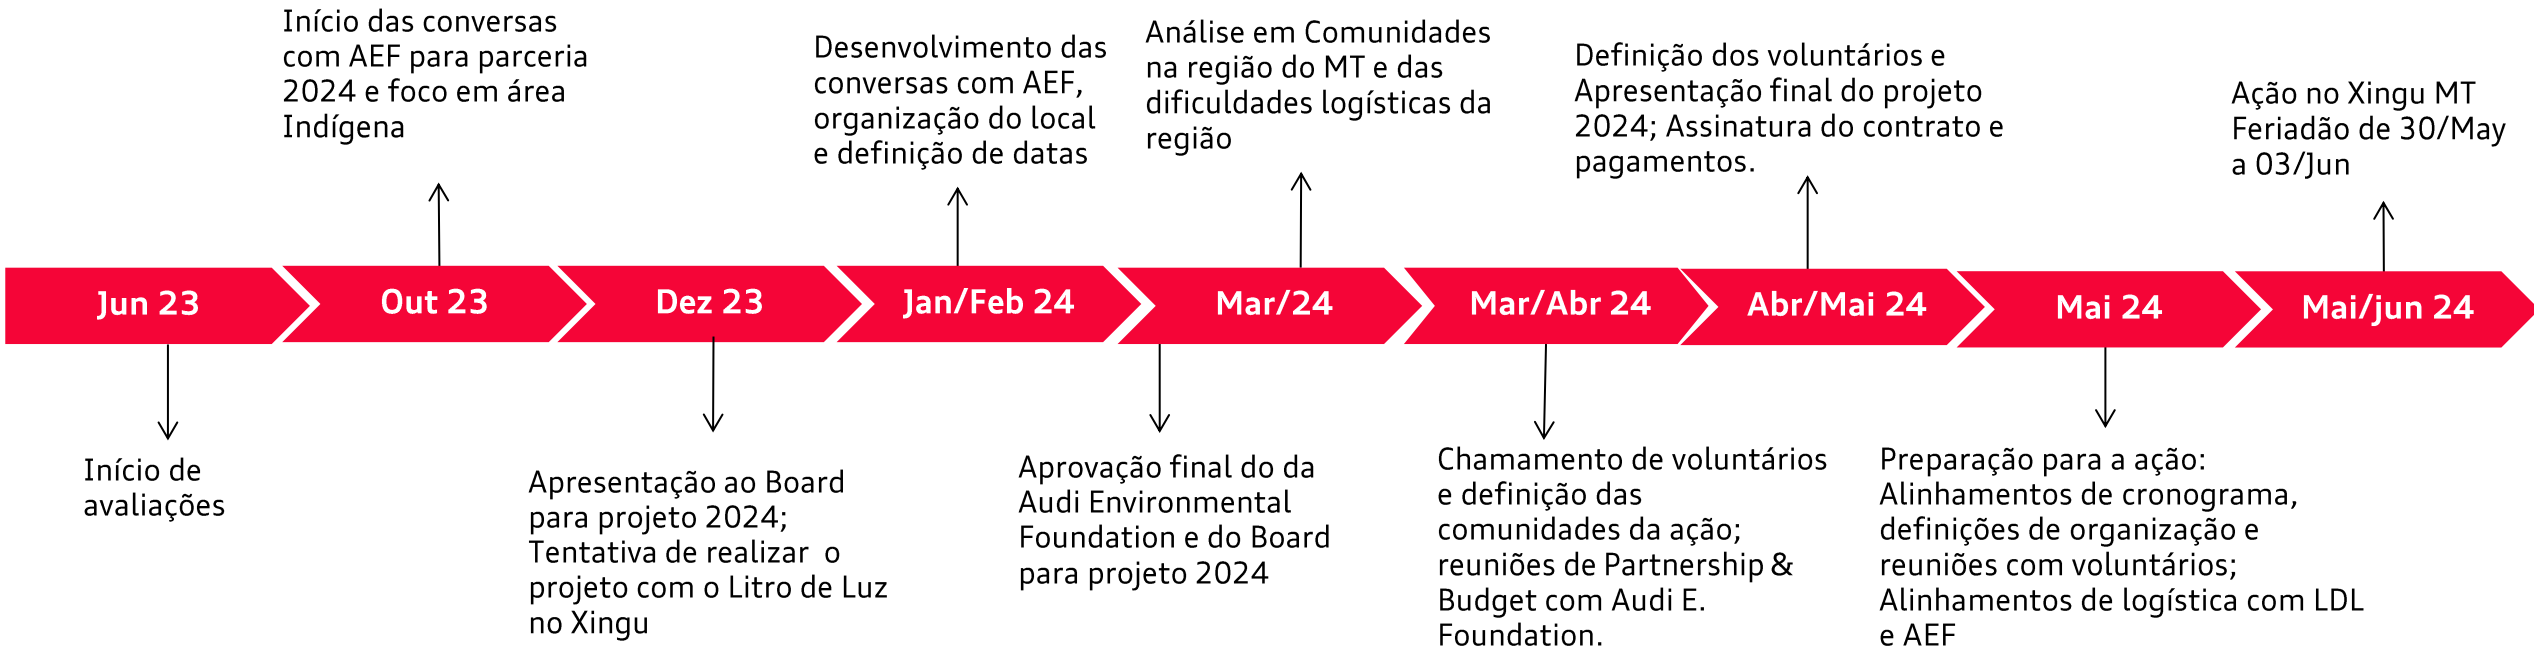 Início das conversas
com AEF para parceria
2024 e foco em área
Indígena
Desenvolvimento das
conversas com AEF,
organização do local
e definição de datas
Análise em Comunidades
na região do MT e das
dificuldades logísticas da
região
Definição dos voluntários e
Apresentação final do projeto
2024; Assinatura do contrato e
pagamentos.
Ação no Xingu MT
Feriadão de 30/May
a 03/Jun
Jun 23
Out 23
Dez 23
Jan/Feb 24
Mar/24
Mar/Abr 24
Abr/Mai 24
Mai 24
Mai/jun 24
Início de
avaliações
Apresentação ao Board
para projeto 2024;
Tentativa de realizar o
projeto com o Litro de Luz
no Xingu
Aprovação final do da
Audi Environmental
Foundation e do Board
para projeto 2024
Chamamento de voluntários
e definição das
comunidades da ação;
reuniões de Partnership &
Budget com Audi E.
Foundation.
Preparação para a ação:
Alinhamentos de cronograma,
definições de organização e
reuniões com voluntários;
Alinhamentos de logística com LDL
e AEF